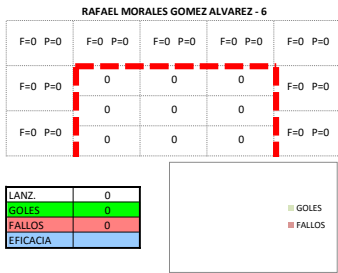 RAFAEL MORALES GOMEZ ALVAREZ - 6
F=0 P=0 F=0 P=0 F=0 P=0 F=0 P=0 F=0 P=0
F=0 P=0 0 0 0 F=0 P=0
0 0 0
F=0 P=0 0 0 0 F=0 P=0
LANZ. 0
GOLES 0
FALLOS 0
EFICACIA
GOLES
FALLOS